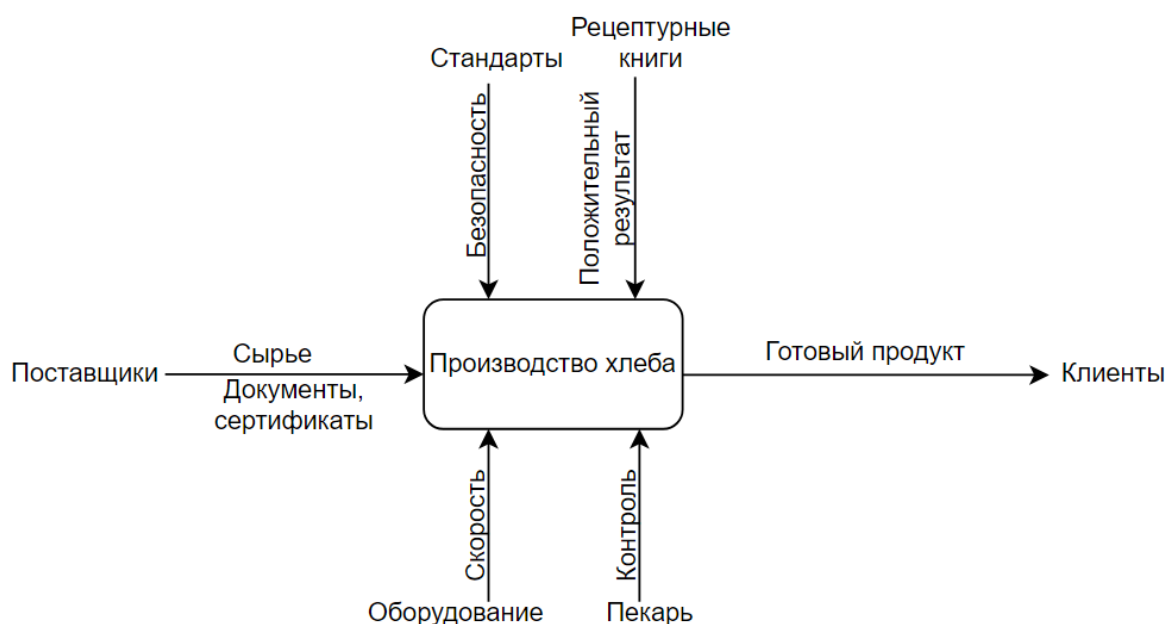 Рецептурные
книги
Стандарты
Безопасность
Положительный
результат
Поставщики
Сырье
Документы,
сертификаты
Производство хлеба
Готовый продукт
Клиенты
Скорость
Контроль
Оборудование
Пекарь